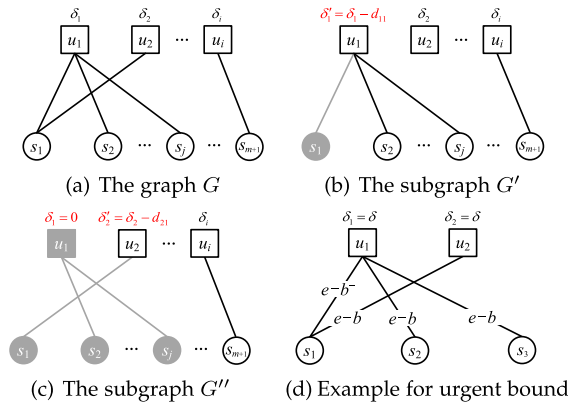 δ₁ δ₂ δᵢ
u₁ u₂ ··· uᵢ
s₁ s₂ ··· sⱼ ··· sₘ₊₁
(a) The graph G
δ₁′ = δ₁ − d₁₁ δ₂ δᵢ
u₁ u₂ ··· uᵢ
s₁ s₂ ··· sⱼ ··· sₘ₊₁
(b) The subgraph G′
δ₁ = 0 δ₂′ = δ₂ − d₂₁ δᵢ
u₁ u₂ ··· uᵢ
s₁ s₂ ··· sⱼ ··· sₘ₊₁
(c) The subgraph G′′
δ₁ = δ δ₂ = δ
u₁ u₂
e−b⁻
e−b e−b e−b
s₁ s₂ s₃
(d) Example for urgent bound